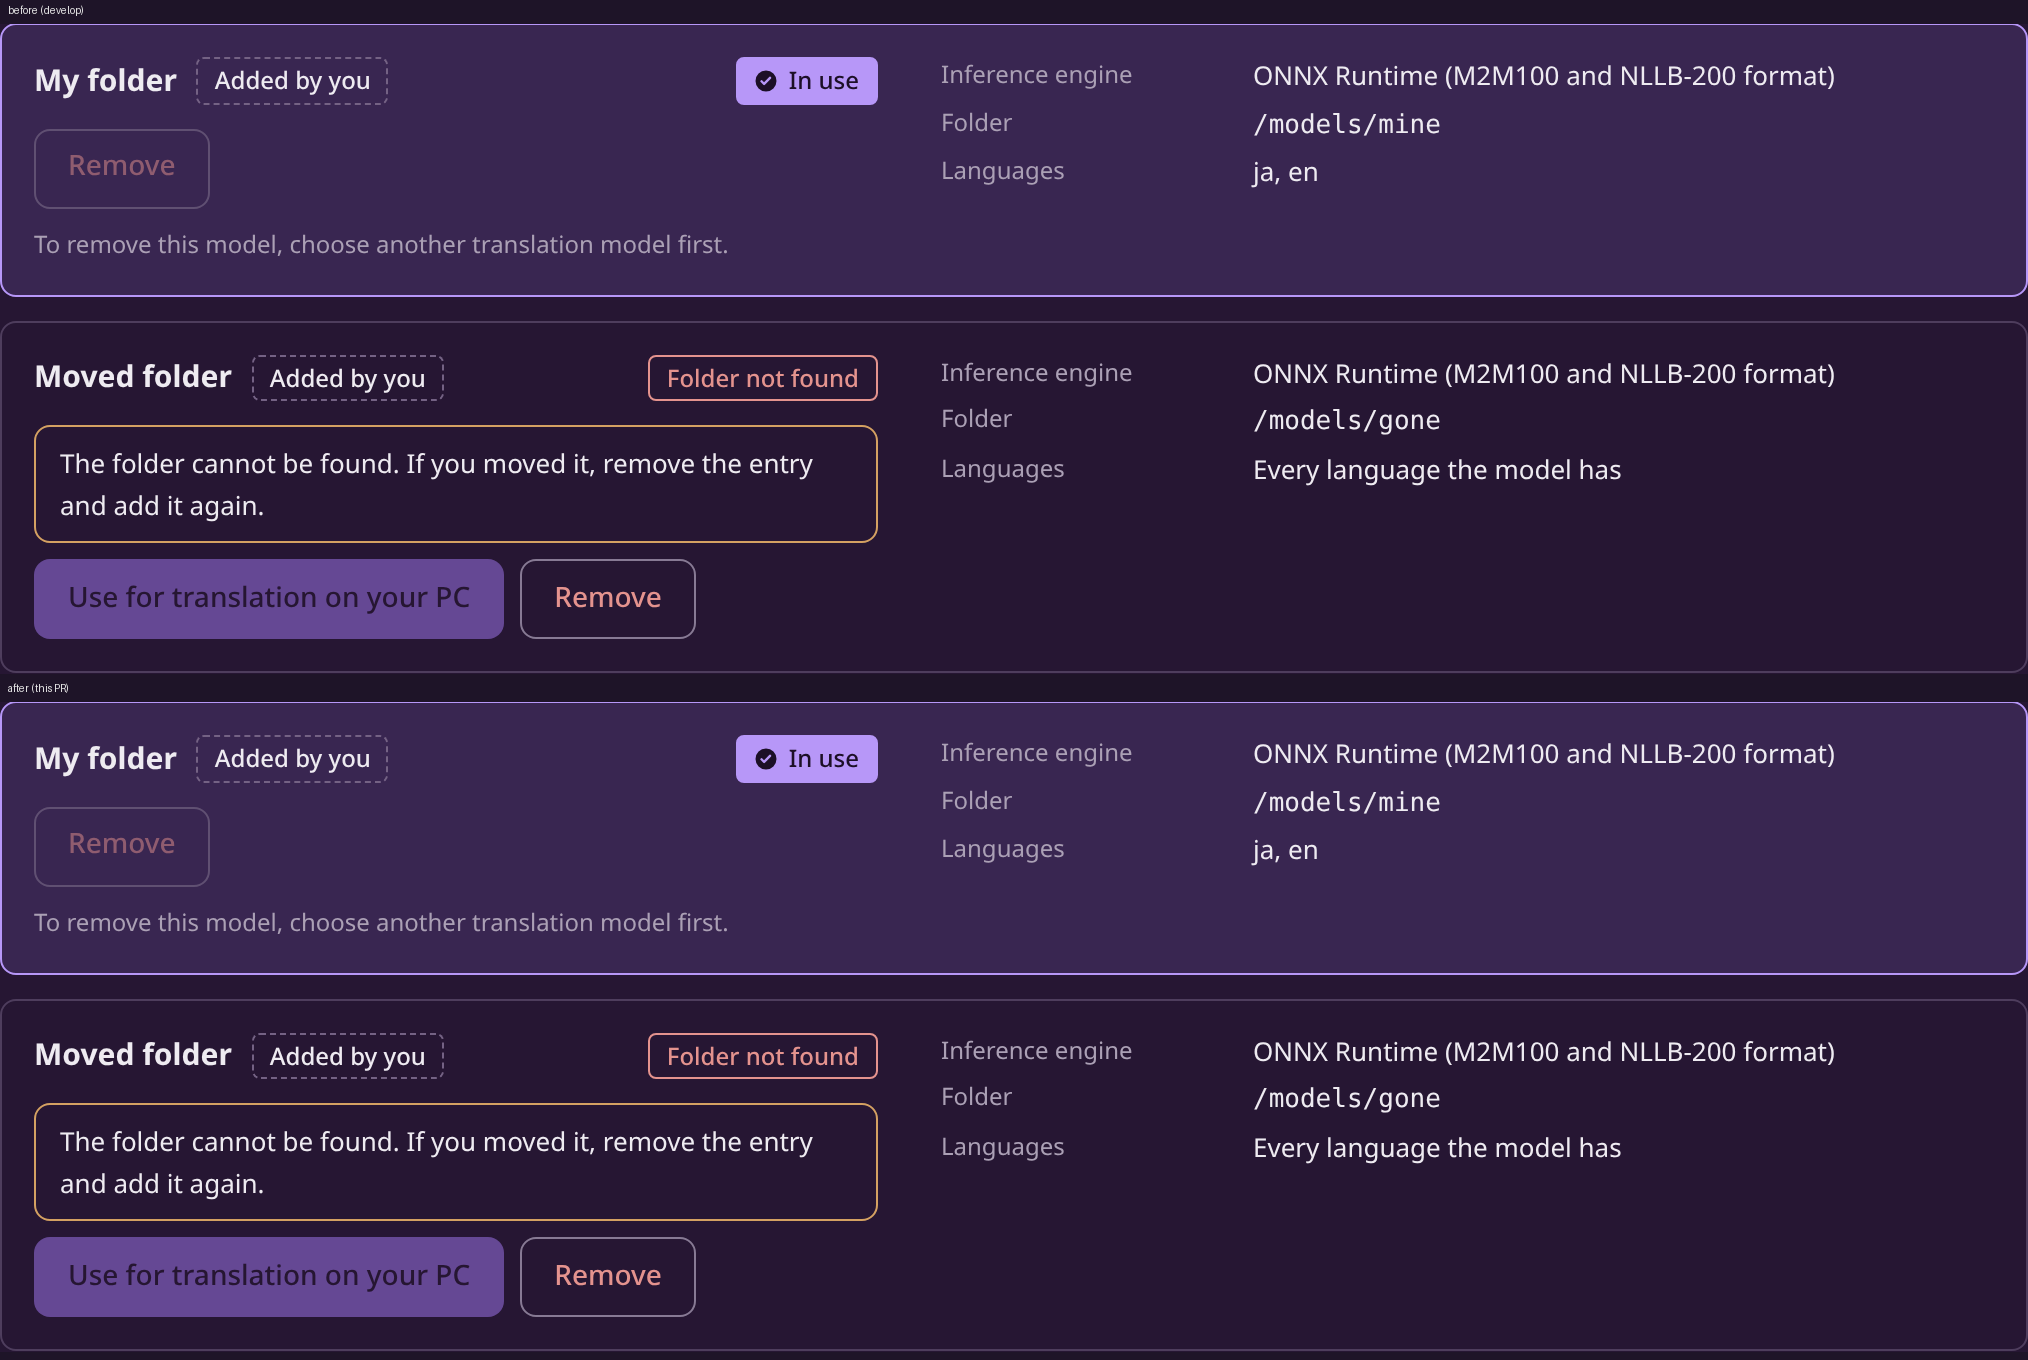 before (develop)
My folder
Added by you
In use
Inference engine
ONNX Runtime (M2M100 and NLLB-200 format)
Folder
/models/mine
Languages
ja, en
Remove
To remove this model, choose another translation model first.
Moved folder
Added by you
Folder not found
Inference engine
ONNX Runtime (M2M100 and NLLB-200 format)
Folder
/models/gone
Languages
Every language the model has
The folder cannot be found. If you moved it, remove the entry
and add it again.
Use for translation on your PC
Remove
after (this PR)
My folder
Added by you
In use
Inference engine
ONNX Runtime (M2M100 and NLLB-200 format)
Folder
/models/mine
Languages
ja, en
Remove
To remove this model, choose another translation model first.
Moved folder
Added by you
Folder not found
Inference engine
ONNX Runtime (M2M100 and NLLB-200 format)
Folder
/models/gone
Languages
Every language the model has
The folder cannot be found. If you moved it, remove the entry
and add it again.
Use for translation on your PC
Remove